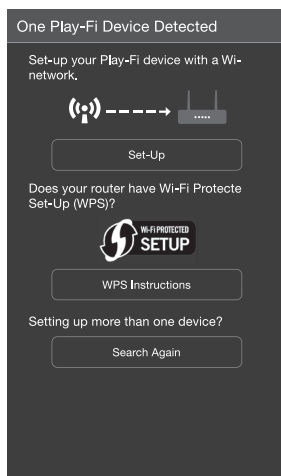 One Play-Fi Device Detected
Set-up your Play-Fi device with a Wi-
network.
Set-Up
Does your router have Wi-Fi Protecte
Set-Up (WPS)?
Wi-Fi PROTECTED
SETUP
WPS Instructions
Setting up more than one device?
Search Again